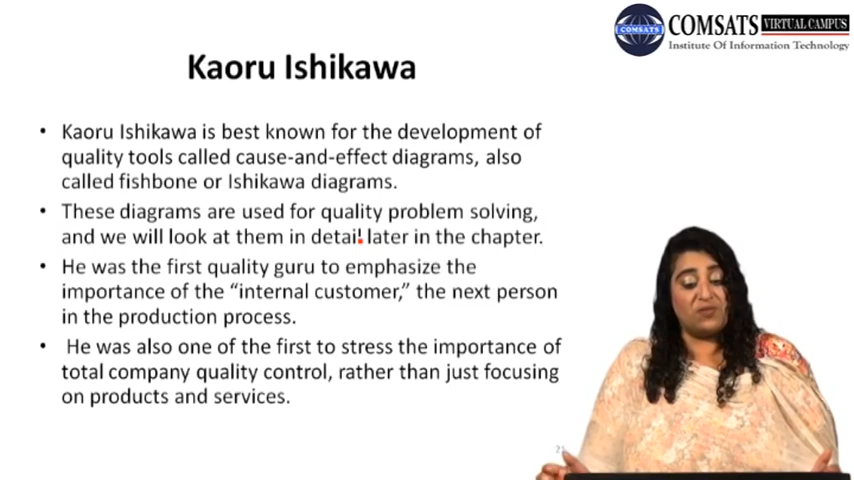 COMSATS VIRTUAL CAMPUS
COMSATS
Institute Of Information Technology
Kaoru Ishikawa
• Kaoru Ishikawa is best known for the development of
quality tools called cause-and-effect diagrams, also
called fishbone or Ishikawa diagrams.
• These diagrams are used for quality problem solving,
and we will look at them in detail later in the chapter.
• He was the first quality guru to emphasize the
importance of the “internal customer,” the next person
in the production process.
• He was also one of the first to stress the importance of
total company quality control, rather than just focusing
on products and services.